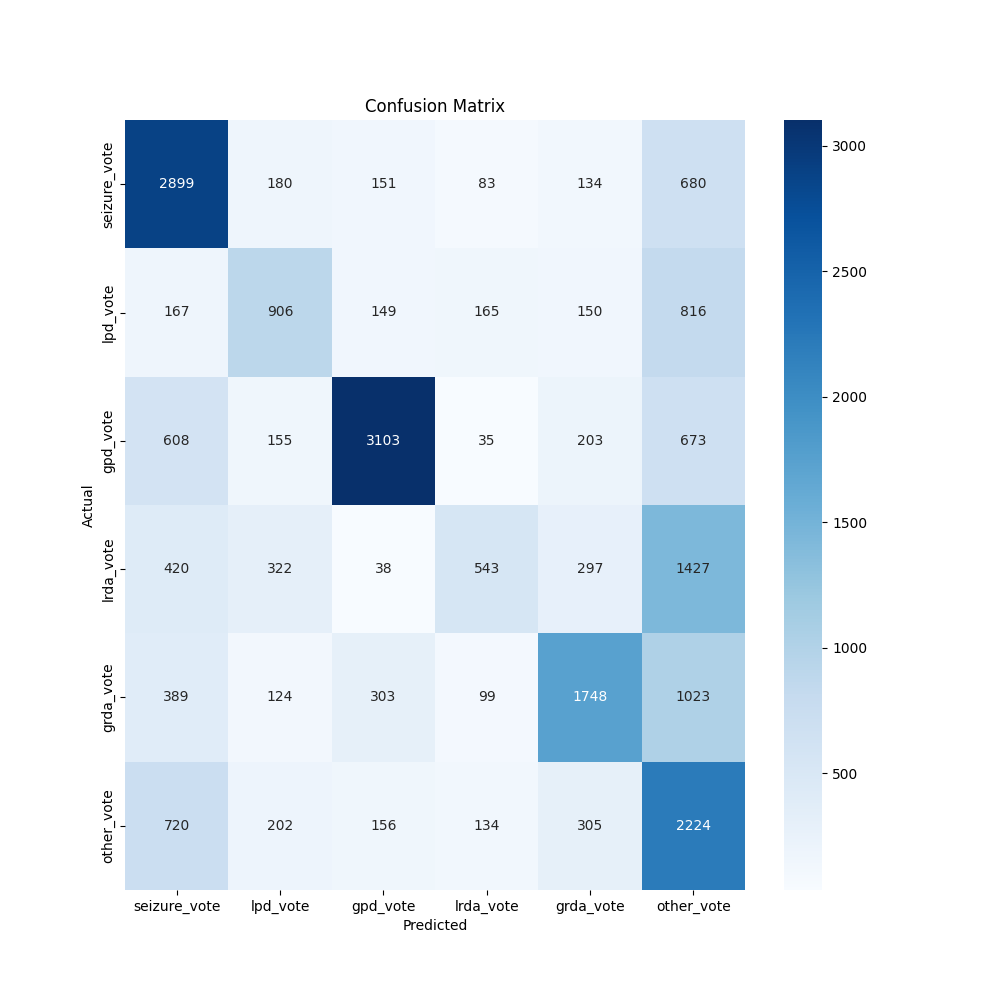 Confusion Matrix
seizure_vote 2899 180 151 83 134 680
lpd_vote 167 906 149 165 150 816
gpd_vote 608 155 3103 35 203 673
lrda_vote 420 322 38 543 297 1427
grda_vote 389 124 303 99 1748 1023
other_vote 720 202 156 134 305 2224
seizure_vote lpd_vote gpd_vote lrda_vote grda_vote other_vote
Predicted
Actual
3000
2500
2000
1500
1000
500